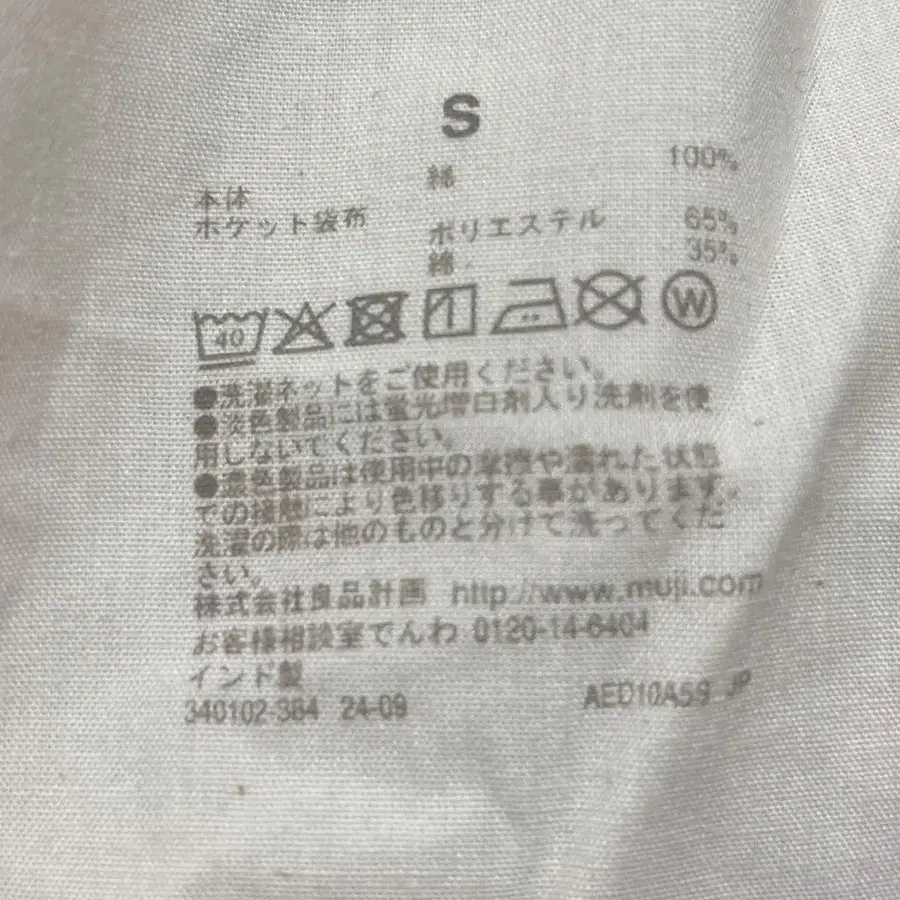 S
本体 綿 100%
ポケット袋布 ポリエステル 65%
綿 35%
40 W
●洗濯ネットをご使用ください。
●淡色製品には蛍光増白剤入り洗剤を使
用しないでください。
●濃色製品は使用中の摩擦や濡れた状態
での接触により色移りする事があります。
洗濯の際は他のものと分けて洗ってくだ
さい。
株式会社良品計画 http://www.muji.com
お客様相談室でんわ 0120-14-6404
インド製
340102-384 24-09 AED10A59 JP